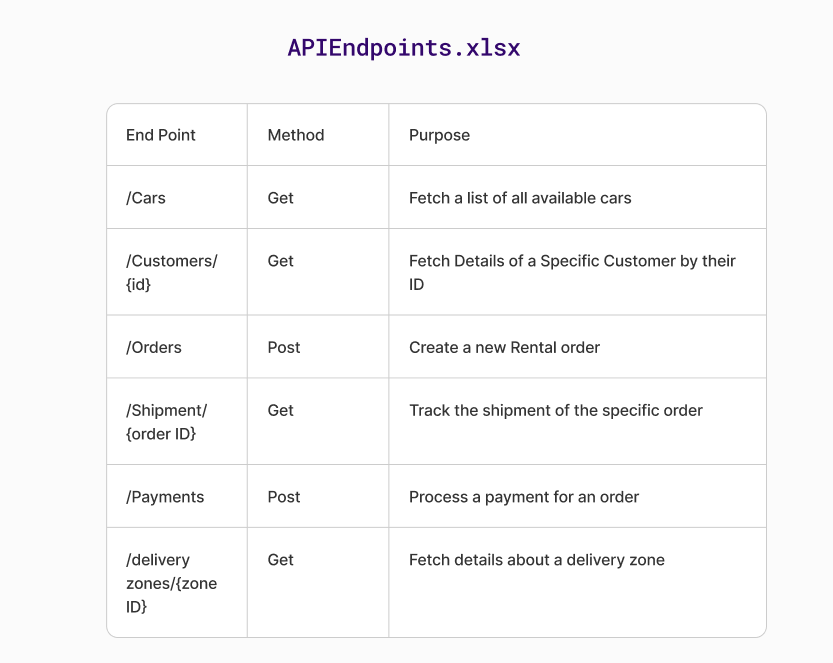 APIEndpoints.xlsx
End Point Method Purpose
/Cars Get Fetch a list of all available cars
/Customers/ Get Fetch Details of a Specific Customer by their
{id} ID
/Orders Post Create a new Rental order
/Shipment/ Get Track the shipment of the specific order
{order ID}
/Payments Post Process a payment for an order
/delivery Get Fetch details about a delivery zone
zones/{zone
ID}